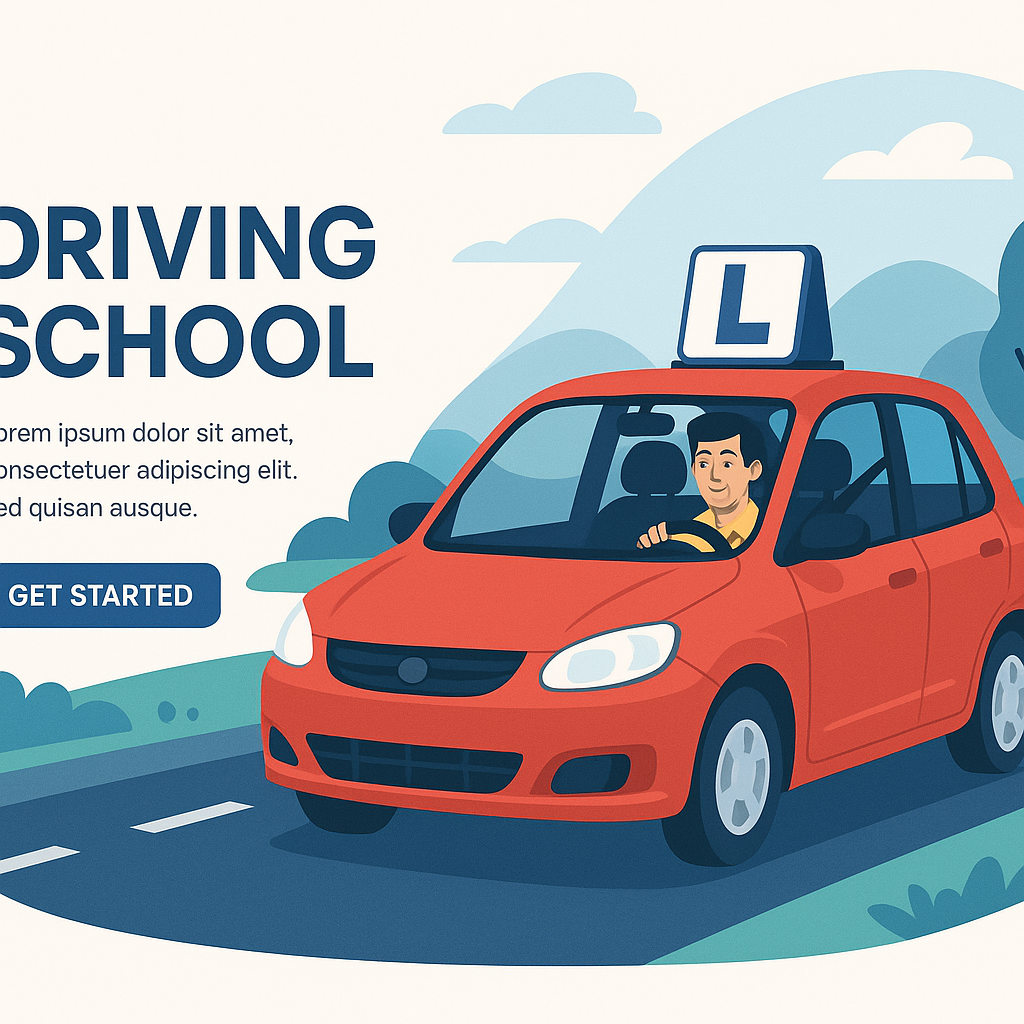 DRIVING
SCHOOL
orem ipsum dolor sit amet,
onsectetuer adipiscing elit.
ed quisan ausque.
GET STARTED
L